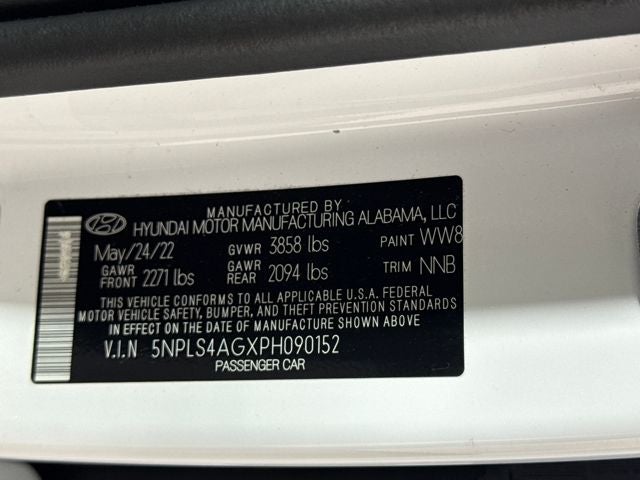 MANUFACTURED BY
HYUNDAI MOTOR MANUFACTURING ALABAMA, LLC
May/24/22 GVWR 3858 lbs PAINT WW8
GAWR FRONT 2271 lbs GAWR REAR 2094 lbs TRIM NNB
THIS VEHICLE CONFORMS TO ALL APPLICABLE U.S.A. FEDERAL
MOTOR VEHICLE SAFETY, BUMPER, AND THEFT PREVENTION STANDARDS
IN EFFECT ON THE DATE OF MANUFACTURE SHOWN ABOVE
V.I.N 5NPLS4AGXPH090152
PASSENGER CAR